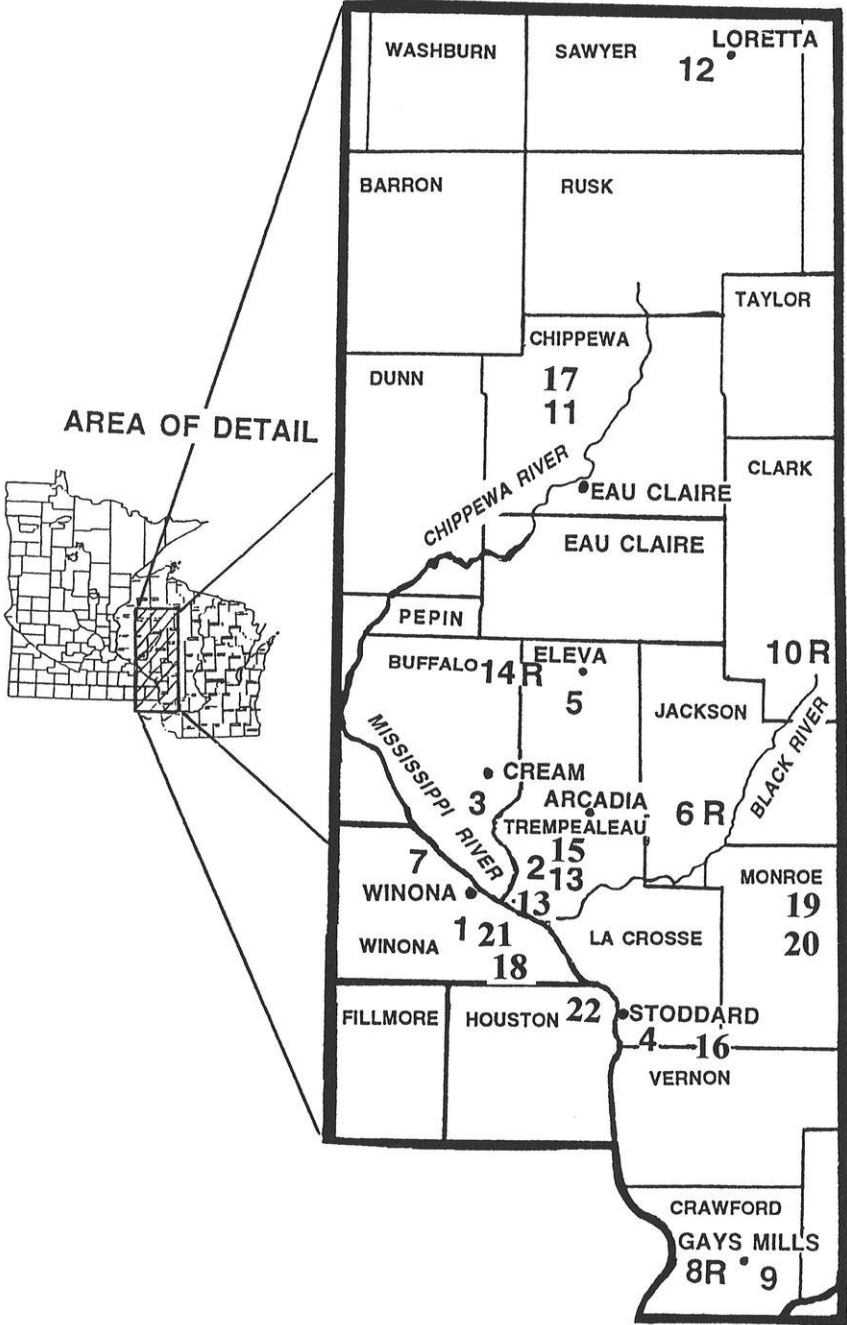 WASHBURN
SAWYER
LORETTA
12
BARRON
RUSK
TAYLOR
CHIPPEWA
17
11
DUNN
AREA OF DETAIL
CLARK
CHIPPEWA RIVER
EAU CLAIRE
EAU CLAIRE
PEPIN
BUFFALO
14 R
ELEVA
5
10 R
JACKSON
BLACK RIVER
MISSISSIPPI RIVER
CREAM
3
ARCADIA
TREMPEALEAU
6 R
15
2
13
7
WINONA
13
MONROE
19
20
1
21
18
WINONA
LA CROSSE
FILLMORE
HOUSTON
22
STODDARD
4
16
VERNON
CRAWFORD
GAYS MILLS
8R
9